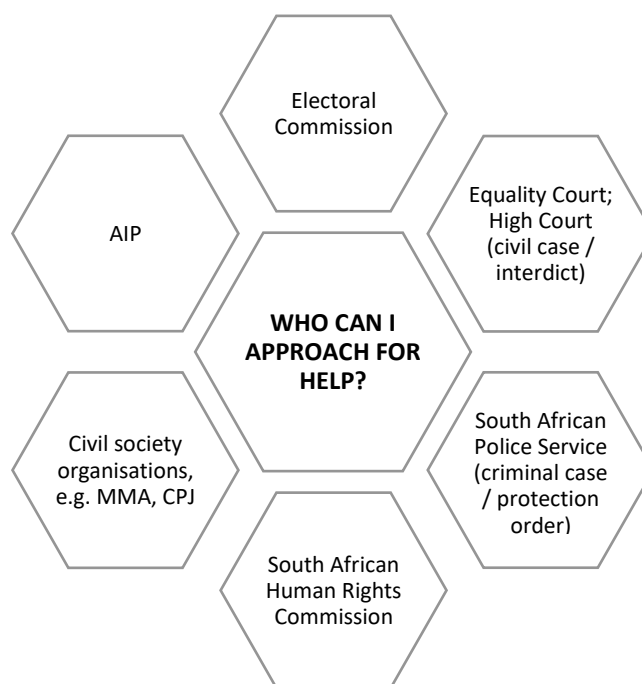 Electoral
Commission
Equality Court;
High Court
(civil case /
interdict)
AIP
WHO CAN I
APPROACH FOR
HELP?
South African
Police Service
(criminal case
/ protection
order)
Civil society
organisations,
e.g. MMA, CPJ
South African
Human Rights
Commission